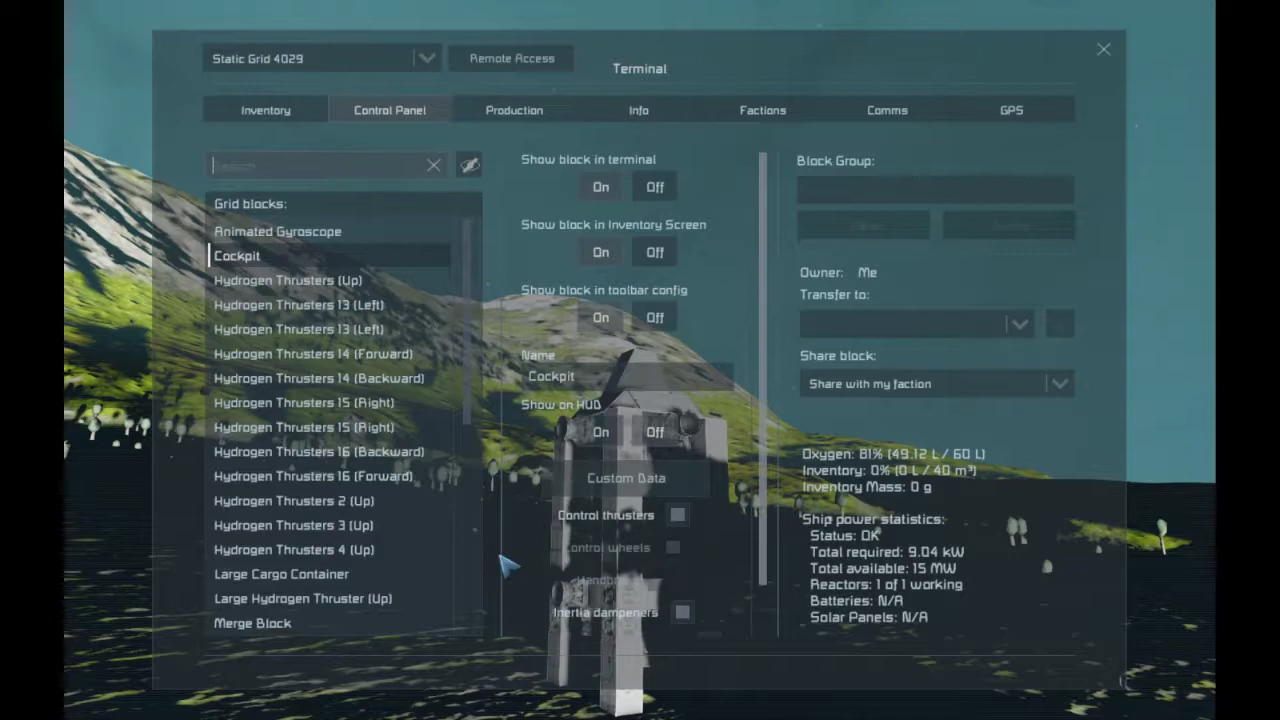 Static Grid 4029
Remote Access
Terminal
Inventory
Control Panel
Production
Info
Factions
Comms
GPS
Search
Grid blocks:
Animated Gyroscope
Cockpit
Hydrogen Thrusters (Up)
Hydrogen Thrusters 13 (Left)
Hydrogen Thrusters 13 (Left)
Hydrogen Thrusters 14 (Forward)
Hydrogen Thrusters 14 (Backward)
Hydrogen Thrusters 15 (Right)
Hydrogen Thrusters 15 (Right)
Hydrogen Thrusters 16 (Backward)
Hydrogen Thrusters 16 (Forward)
Hydrogen Thrusters 2 (Up)
Hydrogen Thrusters 3 (Up)
Hydrogen Thrusters 4 (Up)
Large Cargo Container
Large Hydrogen Thruster (Up)
Merge Block
Show block in terminal
On Off
Show block in Inventory Screen
On Off
Show block in toolbar config
On Off
Name
Cockpit
Show on HUD
On Off
Custom Data
Control thrusters
Control wheels
Inertia dampeners
Block Group:
Owner: Me
Transfer to:
Share block:
Share with my faction
Oxygen: 81% (49.12 L / 60 L)
Inventory: 0% (0 L / 40 m³)
Inventory Mass: 0 g
Ship power statistics:
Status: OK
Total required: 9.04 kW
Total available: 15 MW
Reactors: 1 of 1 working
Batteries: N/A
Solar Panels: N/A